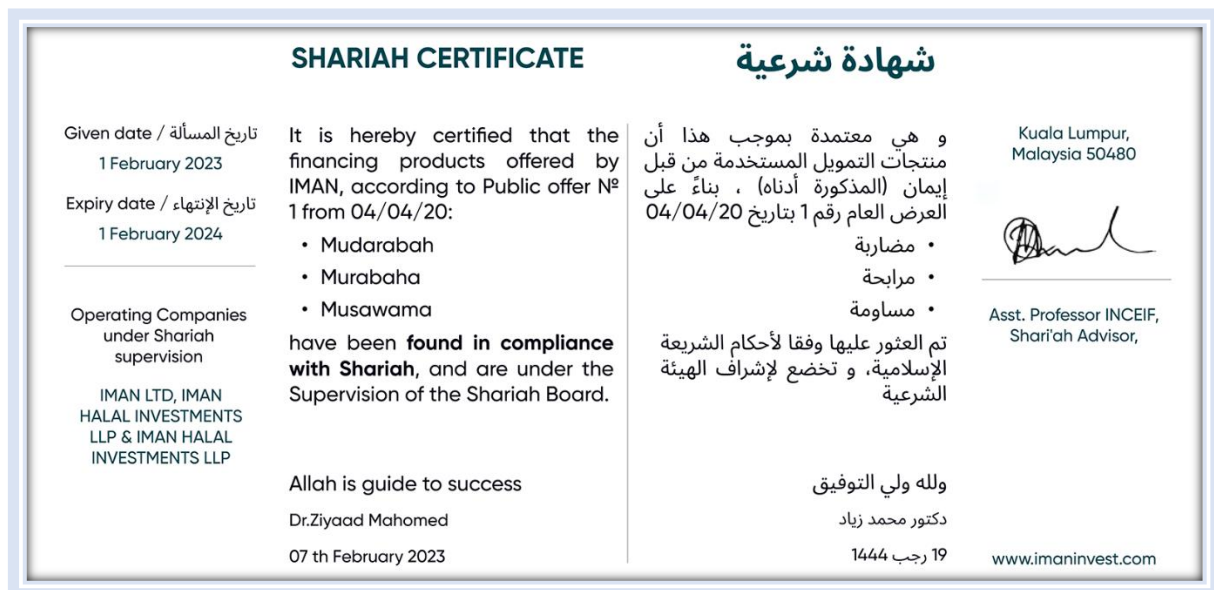 SHARIAH CERTIFICATE
شهادة شرعية
Given date / تاريخ المسألة
1 February 2023
Expiry date / تاريخ الإنتهاء
1 February 2024
Operating Companies
under Shariah
supervision
IMAN LTD, IMAN
HALAL INVESTMENTS
LLP & IMAN HALAL
INVESTMENTS LLP
It is hereby certified that the
financing products offered by
IMAN, according to Public offer №
1 from 04/04/20:
• Mudarabah
• Murabaha
• Musawama
have been found in compliance
with Shariah, and are under the
Supervision of the Shariah Board.
Allah is guide to success
Dr.Ziyaad Mahomed
07 th February 2023
و هي معتمدة بموجب هذا أن
منتجات التمويل المستخدمة من قبل
إيمان (المذكورة أدناه) ، بناءً على
العرض العام رقم 1 بتاريخ 04/04/20
• مضاربة
• مرابحة
• مساومة
تم العثور عليها وفقا لأحكام الشريعة
الإسلامية، و تخضع لإشراف الهيئة
الشرعية
ولله ولي التوفيق
دكتور محمد زياد
19 رجب 1444
Kuala Lumpur,
Malaysia 50480
Asst. Professor INCEIF,
Shari'ah Advisor,
www.imaninvest.com